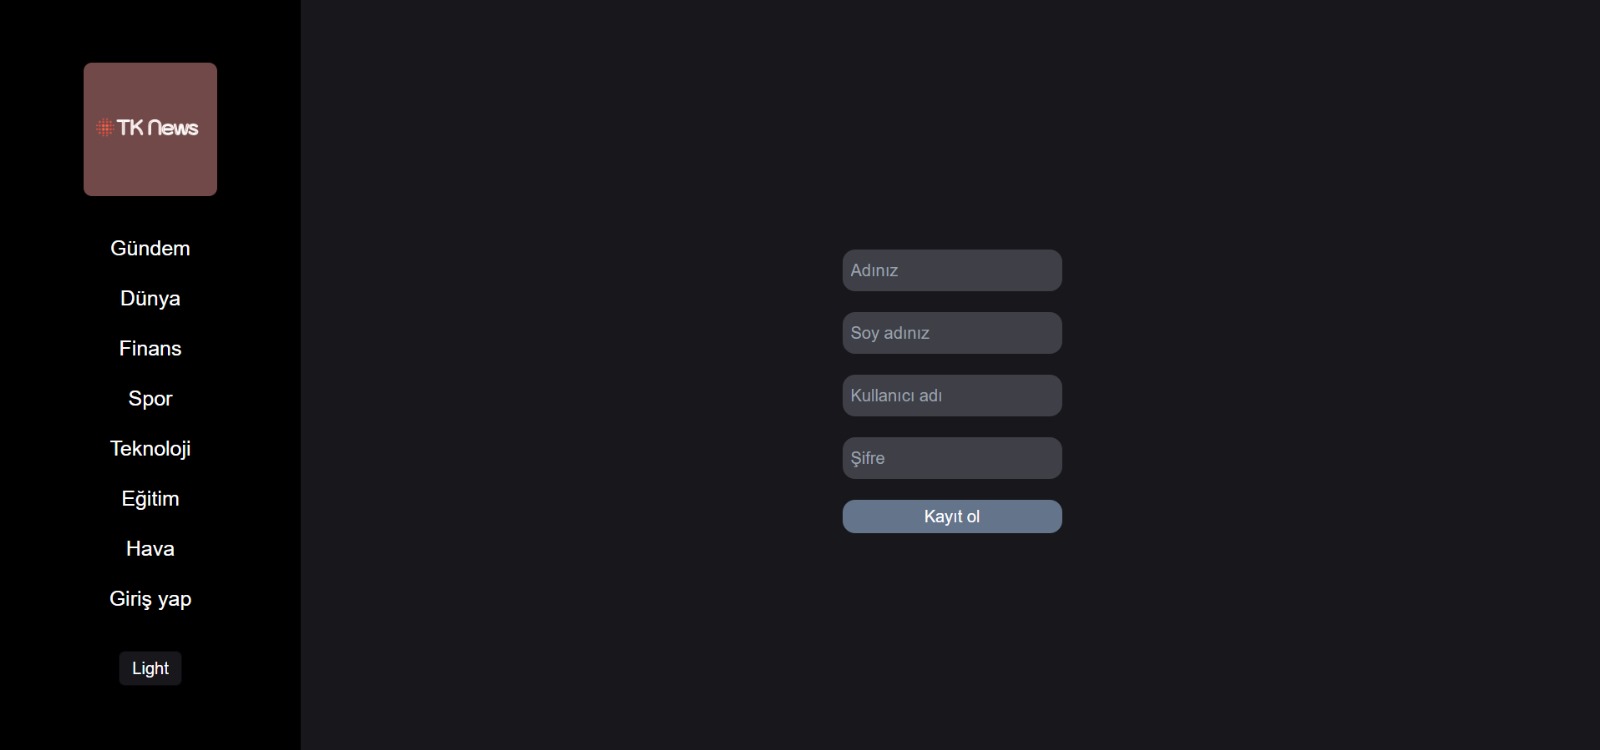 TK News
Gündem
Dünya
Finans
Spor
Teknoloji
Eğitim
Hava
Giriş yap
Light
Adınız
Soy adınız
Kullanıcı adı
Şifre
Kayıt ol